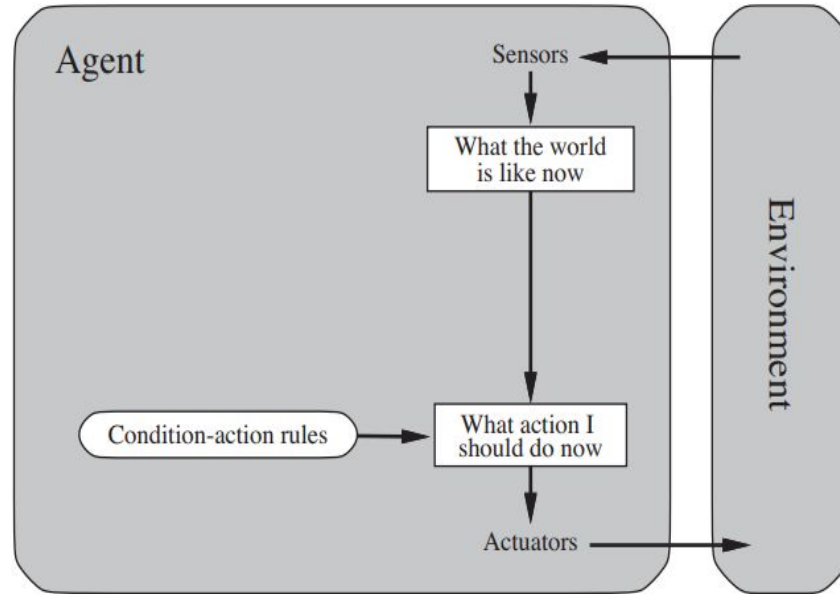 Agent
Sensors
What the world
is like now
Environment
Condition-action rules
What action I
should do now
Actuators